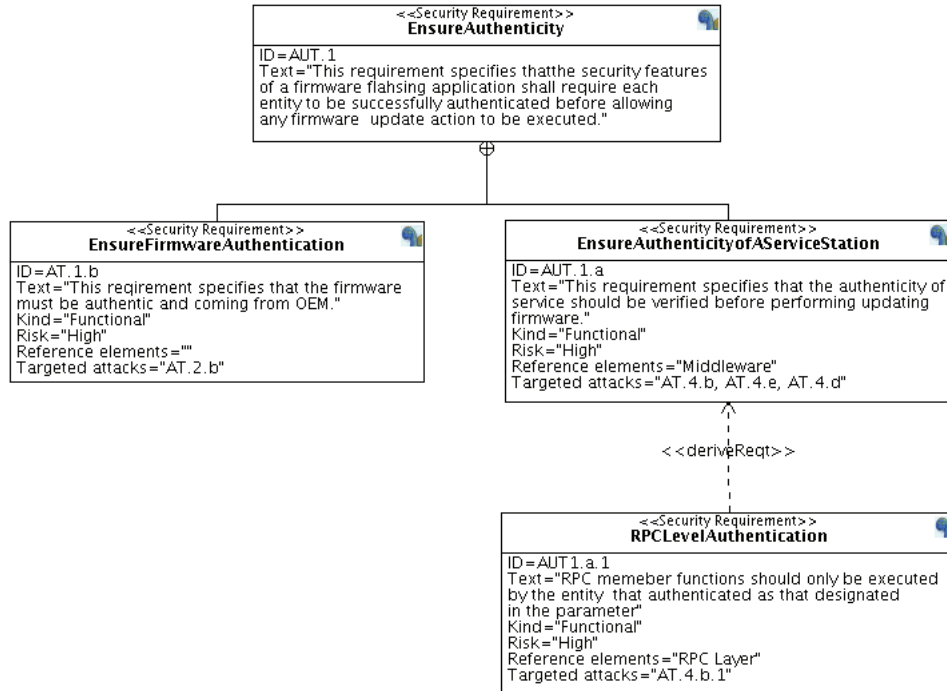 <<Security Requirement>>
EnsureAuthenticity
ID=AUT.1
Text="This requirement specifies thatthe security features
of a firmware flahsing application shall require each
entity to be successfully authenticated before allowing
any firmware update action to be executed."
<<Security Requirement>>
EnsureFirmwareAuthentication
ID=AT.1.b
Text="This reqirement specifies that the firmware
must be authentic and coming from OEM."
Kind="Functional"
Risk="High"
Reference elements=""
Targeted attacks="AT.2.b"
<<Security Requirement>>
EnsureAuthenticityofAServiceStation
ID=AUT.1.a
Text="This requirement specifies that the authenticity of
service should be verified before performing updating
firmware."
Kind="Functional"
Risk="High"
Reference elements="Middleware"
Targeted attacks="AT.4.b, AT.4.e, AT.4.d"
<<deriveReqt>>
<<Security Requirement>>
RPCLevelAuthentication
ID=AUT1.a.1
Text="RPC memeber functions should only be executed
by the entity that authenticated as that designated
in the parameter"
Kind="Functional"
Risk="High"
Reference elements="RPC Layer"
Targeted attacks="AT.4.b.1"